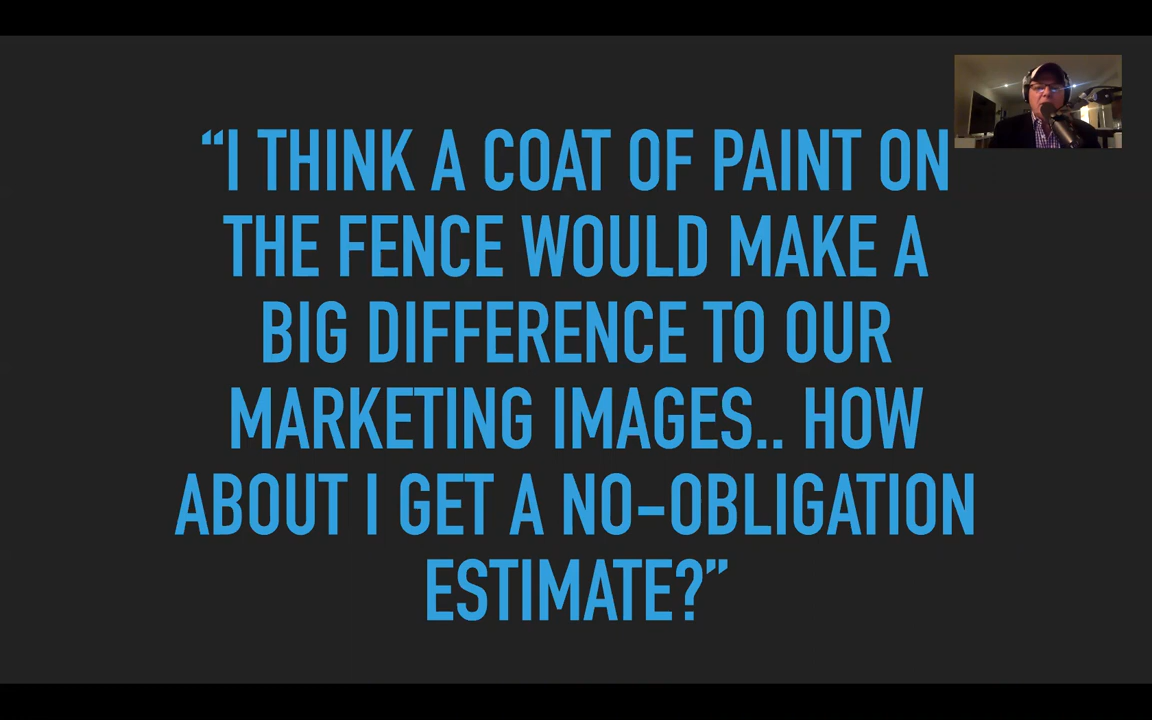 “I THINK A COAT OF PAINT ON
THE FENCE WOULD MAKE A
BIG DIFFERENCE TO OUR
MARKETING IMAGES.. HOW
ABOUT I GET A NO-OBLIGATION
ESTIMATE?”